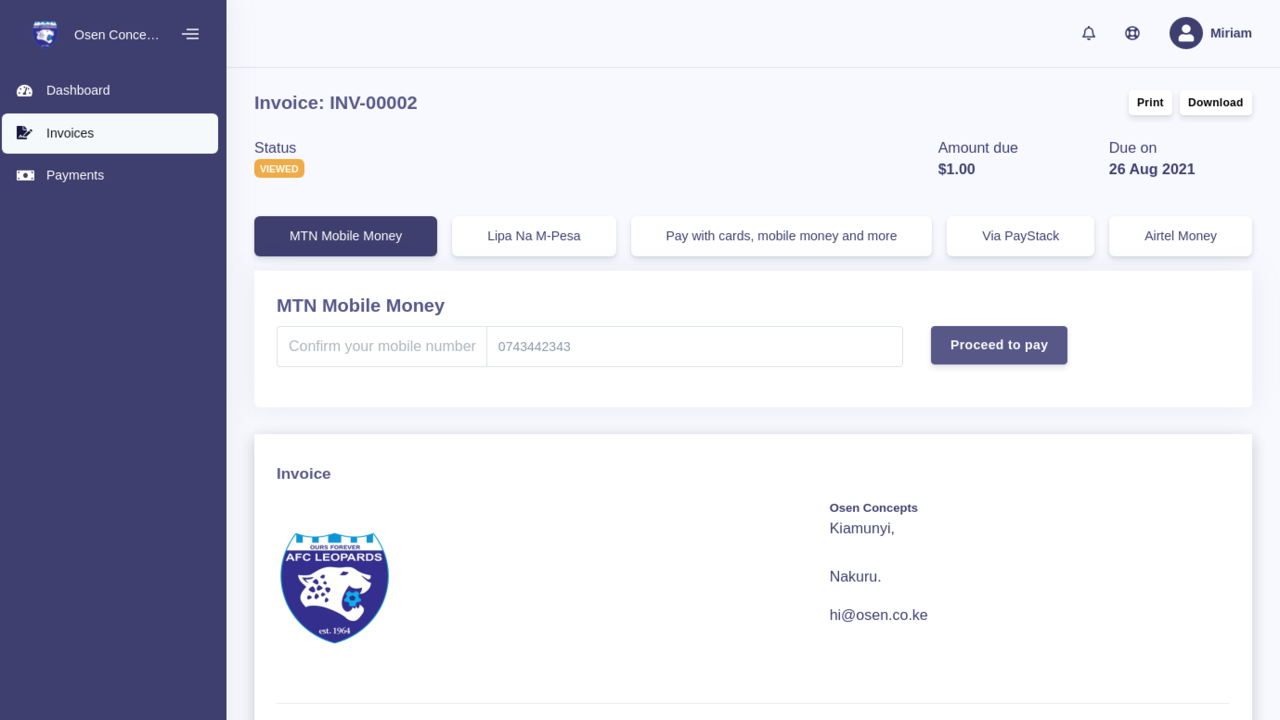 Osen Conce…
Miriam
Dashboard
Invoices
Payments
Invoice: INV-00002
Print
Download
Status
VIEWED
Amount due
$1.00
Due on
26 Aug 2021
MTN Mobile Money
Lipa Na M-Pesa
Pay with cards, mobile money and more
Via PayStack
Airtel Money
MTN Mobile Money
Confirm your mobile number
0743442343
Proceed to pay
Invoice
OURS FOREVER
AFC LEOPARDS
est. 1964
Osen Concepts
Kiamunyi,
Nakuru.
hi@osen.co.ke